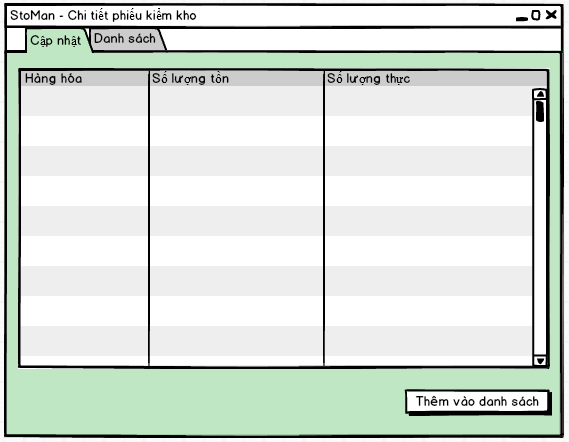 StoMan - Chi tiết phiếu kiểm kho
Cập nhật Danh sách
Hàng hóa Số lượng tồn Số lượng thực
Thêm vào danh sách